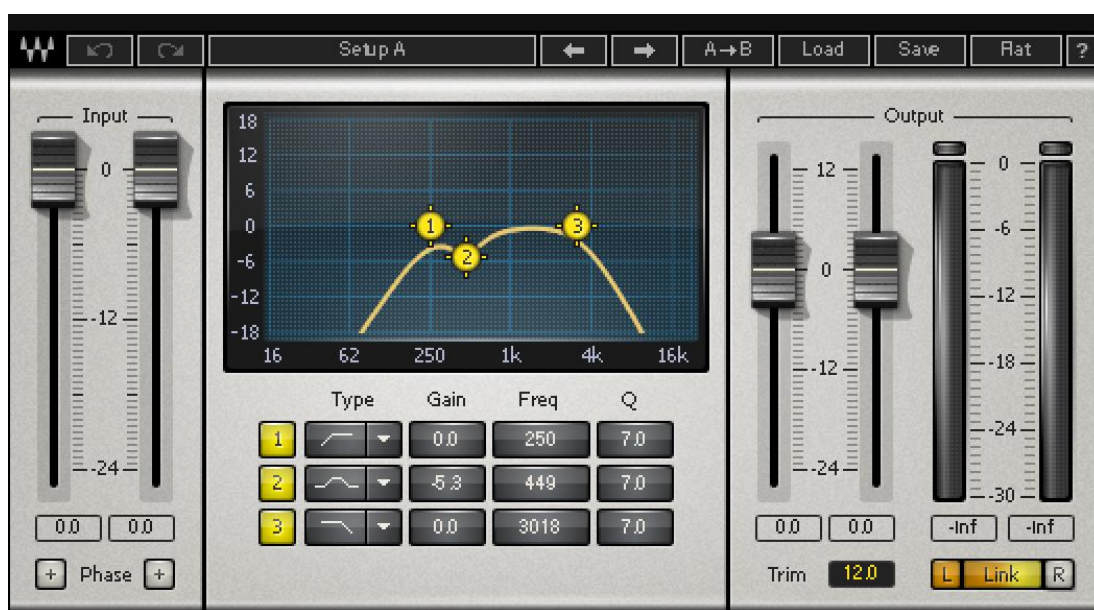 Setup A A→B Load Save Flat ?
Input
0
-12
-24
0.0 0.0
+ Phase +
18
12
6
0
-6
-12
-18
16 62 250 1k 4k 16k
1
2
3
Type Gain Freq Q
1 0.0 250 7.0
2 -5.3 449 7.0
3 0.0 3018 7.0
Output
12
0
-12
-24
0
-6
-12
-18
-24
-30
0.0 0.0 -Inf -Inf
Trim 12.0 L Link R